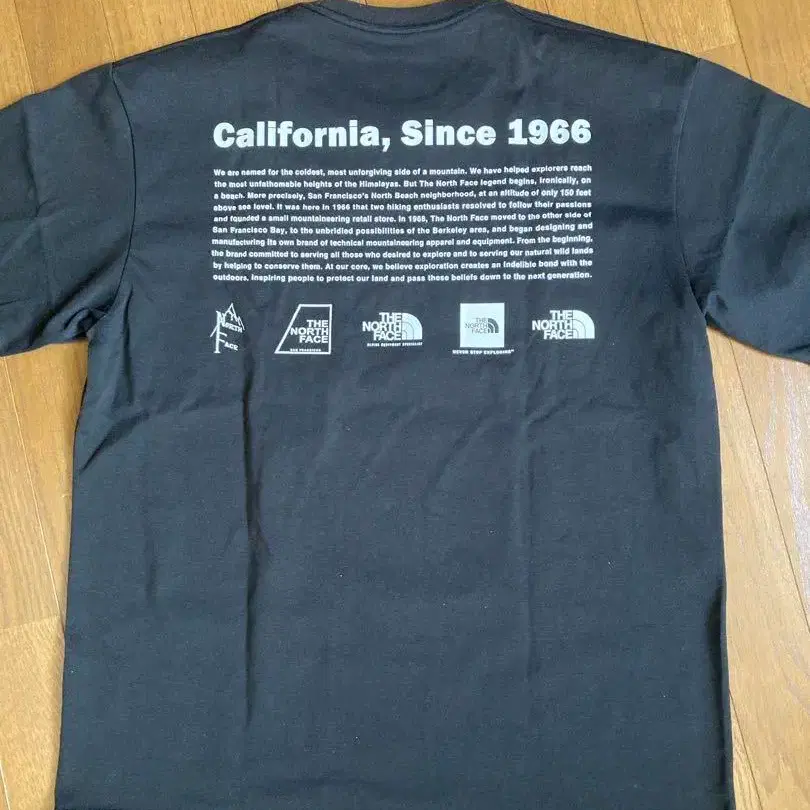 California, Since 1966
We are named for the coldest, most unforgiving side of a mountain. We have helped explorers reach
the most unfathomable heights of the Himalayas. But The North Face legend begins, ironically, on
a beach. More precisely, San Francisco's North Beach neighborhood, at an altitude of only 150 feet
above sea level. It was here in 1966 that two hiking enthusiasts resolved to follow their passions
and founded a small mountaineering retail store. In 1968, The North Face moved to the other side of
San Francisco Bay, to the unbridled possibilities of the Berkeley area, and began designing and
manufacturing its own brand of technical mountaineering apparel and equipment. From the beginning,
the brand committed to serving all those who desired to explore and to serving our natural wild lands
by helping to conserve them. At our core, we believe exploration creates an indelible bond with the
outdoors. Inspiring people to protect our land and pass these beliefs down to the next generation.
THE
NORTH
FACE
THE
NORTH
FACE
SAN FRANCISCO
THE
NORTH
FACE
ALPINE EQUIPMENT SPECIALIST
THE
NORTH
FACE
NEVER STOP EXPLORING™
THE
NORTH
FACE